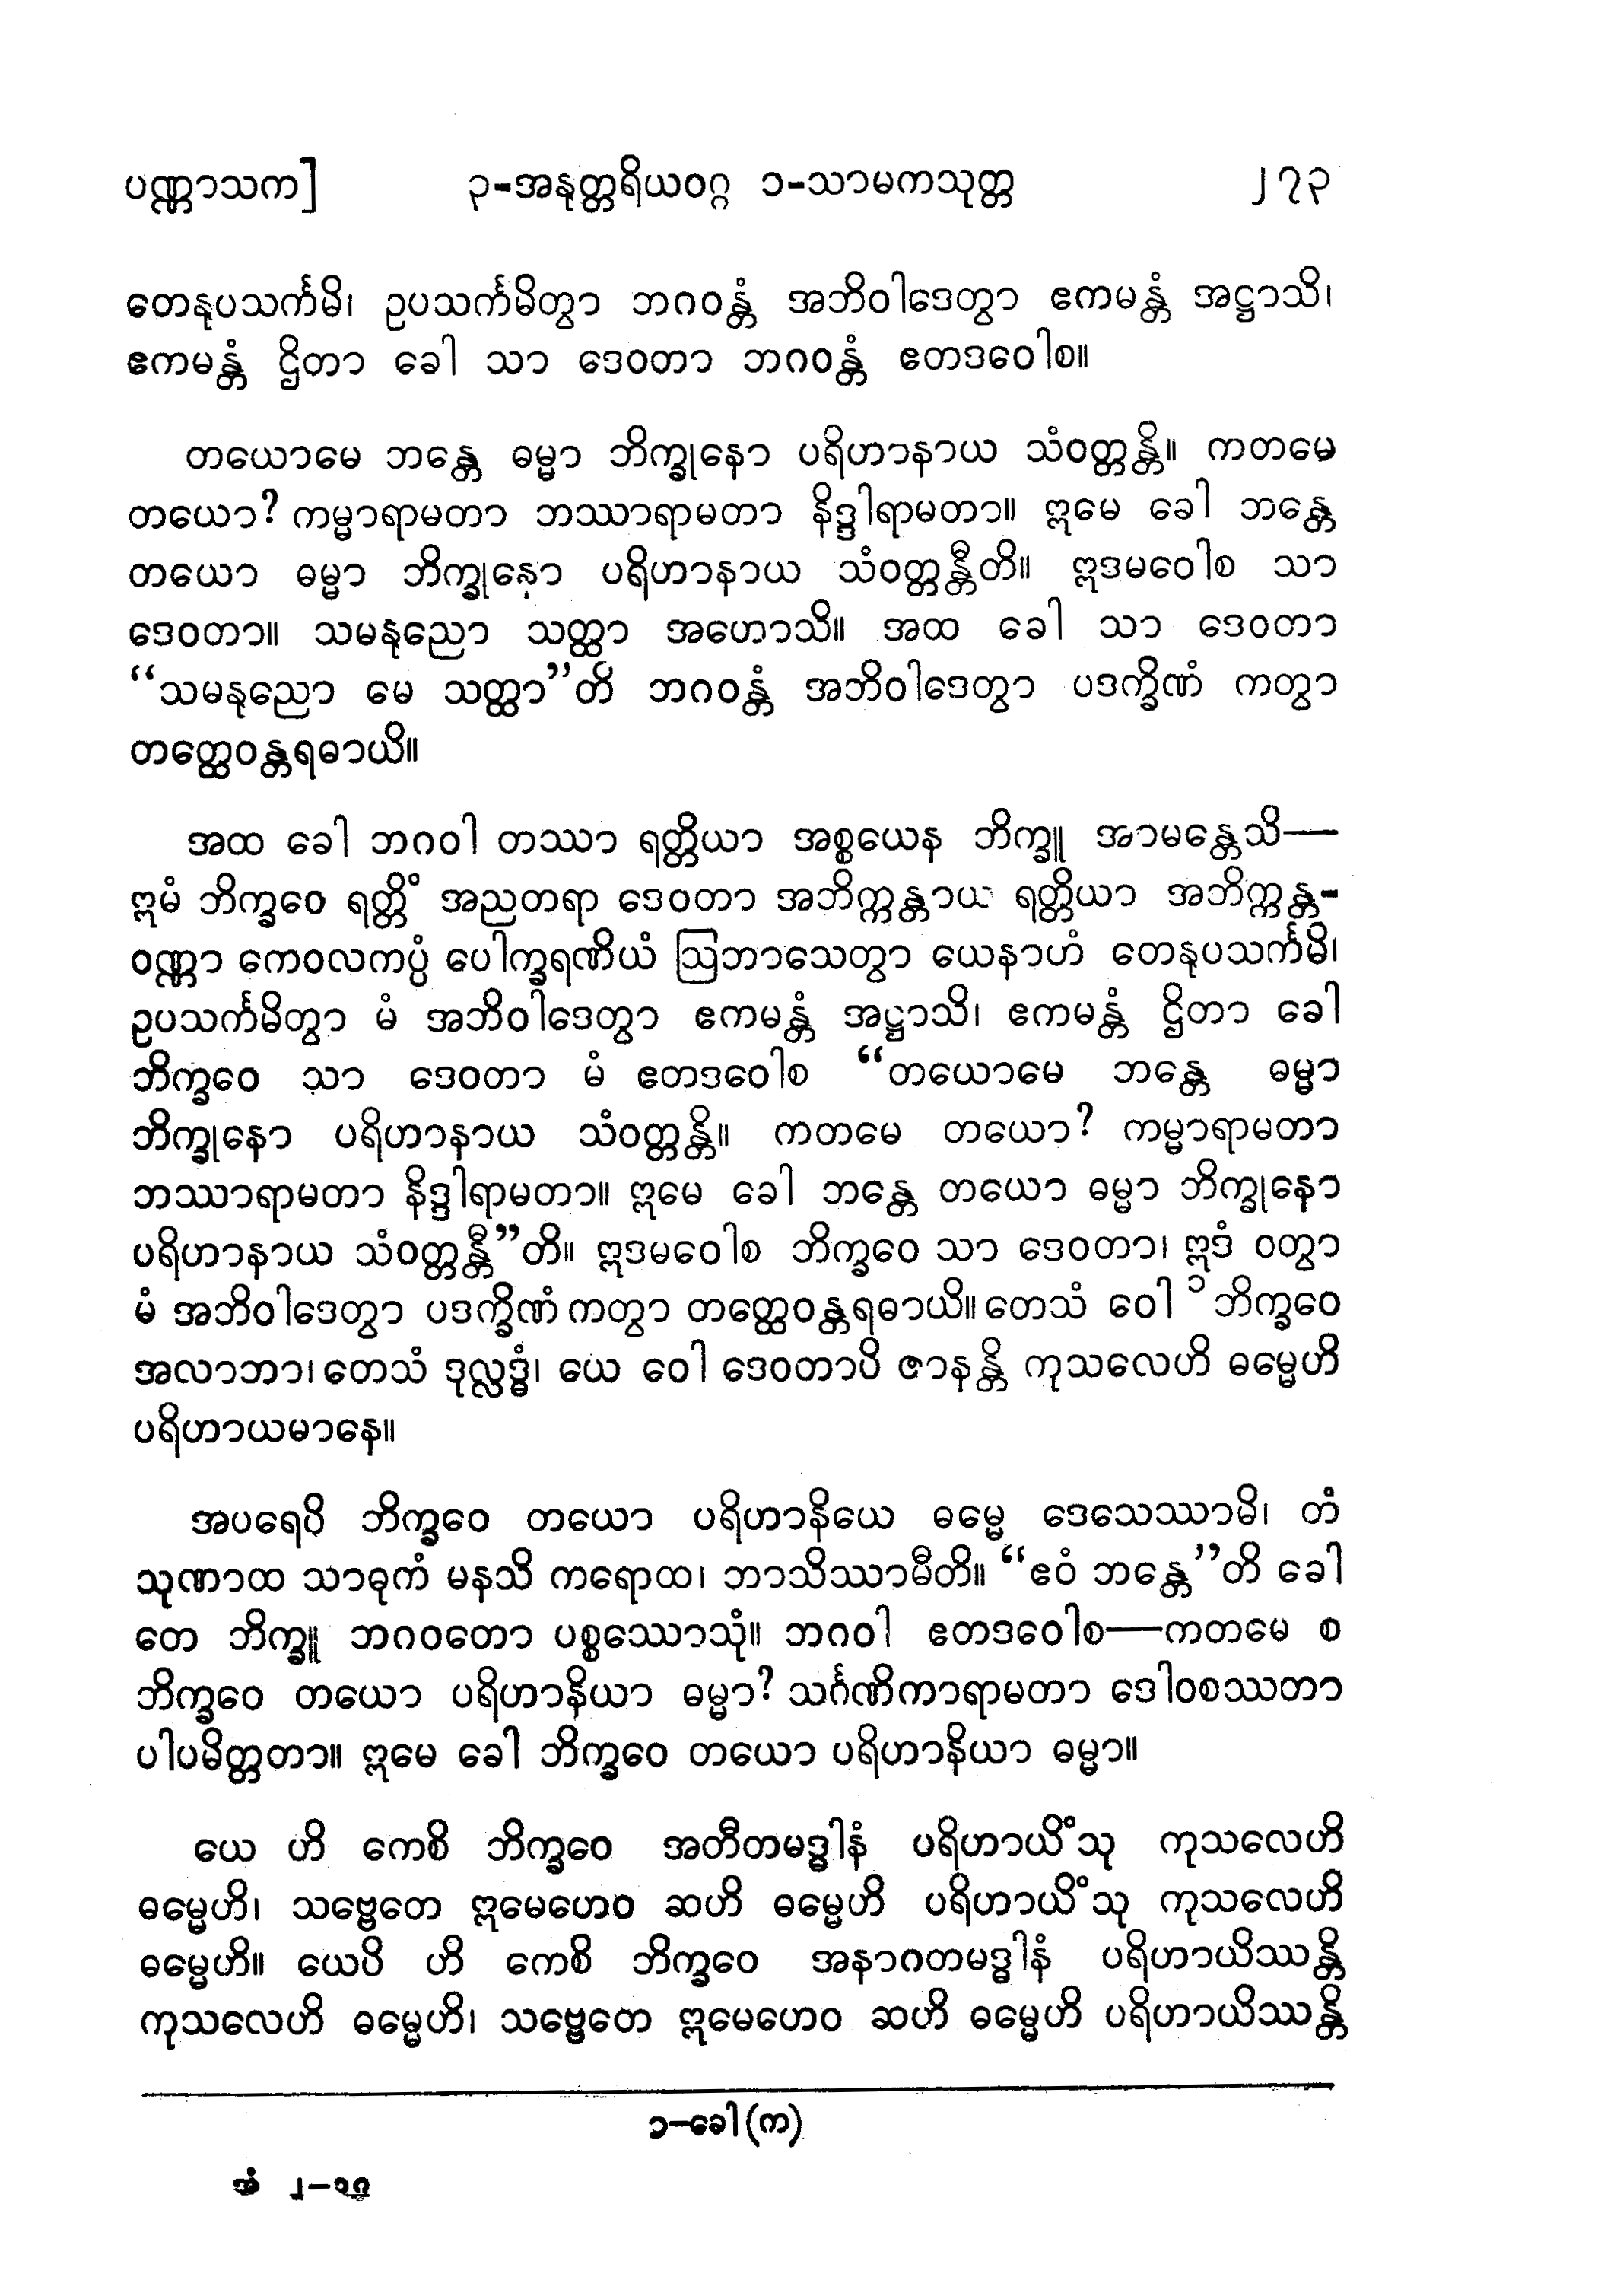 ပဏ္ဏာသက] ၃-အနုတ္တရိယဝဂ္ဂ ၁-သာမကသုတ္တ ၂၇၃
တေနုပသင်္ကမိ၊ ဥပသင်္ကမိတွာ ဘဂဝန္တံ အဘိဝါဒေတွာ ဧကမန္တံ အဋ္ဌာသိ၊
ဧကမန္တံ ဌိတာ ခေါ သာ ဒေဝတာ ဘဂဝန္တံ ဧတဒဝေါစ။
တယောမေ ဘန္တေ ဓမ္မာ ဘိက္ခုနော ပရိဟာနာယ သံဝတ္တန္တိ။ ကတမေ
တယော? ကမ္မာရာမတာ ဘဿာရာမတာ နိဒ္ဒါရာမတာ။ ဣမေ ခေါ ဘန္တေ
တယော ဓမ္မာ ဘိက္ခုနော ပရိဟာနာယ သံဝတ္တန္တီတိ။ ဣဒမဝေါစ သာ
ဒေဝတာ။ သမနုညော သတ္ထာ အဟောသိ။ အထ ခေါ သာ ဒေဝတာ
“သမနုညော မေ သတ္ထာ”တိ ဘဂဝန္တံ အဘိဝါဒေတွာ ပဒက္ခိဏံ ကတွာ
တတ္ထေဝန္တရဓာယိ။
အထ ခေါ ဘဂဝါ တဿာ ရတ္တိယာ အစ္စယေန ဘိက္ခူ အာမန္တေသိ—
ဣမံ ဘိက္ခဝေ ရတ္တိံ အညတရာ ဒေဝတာ အဘိက္ကန္တာယ ရတ္တိယာ အဘိက္ကန္တ-
ဝဏ္ဏာ ကေဝလကပ္ပံ ပေါက္ခရဏိယံ ဩဘာသေတွာ ယေနာဟံ တေနုပသင်္ကမိ၊
ဥပသင်္ကမိတွာ မံ အဘိဝါဒေတွာ ဧကမန္တံ အဋ္ဌာသိ၊ ဧကမန္တံ ဌိတာ ခေါ
ဘိက္ခဝေ သာ ဒေဝတာ မံ ဧတဒဝေါစ “တယောမေ ဘန္တေ ဓမ္မာ
ဘိက္ခုနော ပရိဟာနာယ သံဝတ္တန္တိ။ ကတမေ တယော? ကမ္မာရာမတာ
ဘဿာရာမတာ နိဒ္ဒါရာမတာ။ ဣမေ ခေါ ဘန္တေ တယော ဓမ္မာ ဘိက္ခုနော
ပရိဟာနာယ သံဝတ္တန္တီ”တိ။ ဣဒမဝေါစ ဘိက္ခဝေ သာ ဒေဝတာ၊ ဣဒံ ဝတွာ
မံ အဘိဝါဒေတွာ ပဒက္ခိဏံ ကတွာ တတ္ထေဝန္တရဓာယိ။ တေသံ ဝေါ ၁ ဘိက္ခဝေ
အလာဘာ၊ တေသံ ဒုလ္လဒ္ဓံ၊ ယေ ဝေါ ဒေဝတာပိ ဇာနန္တိ ကုသလေဟိ ဓမ္မေဟိ
ပရိဟာယမာနေ။
အပရေပိ ဘိက္ခဝေ တယော ပရိဟာနိယေ ဓမ္မေ ဒေသေဿာမိ၊ တံ
သုဏာထ သာဓုကံ မနသိ ကရောထ၊ ဘာသိဿာမီတိ။ “ဧဝံ ဘန္တေ”တိ ခေါ
တေ ဘိက္ခူ ဘဂဝတော ပစ္စဿောသုံ။ ဘဂဝါ ဧတဒဝေါစ—ကတမေ စ
ဘိက္ခဝေ တယော ပရိဟာနိယာ ဓမ္မာ? သင်္ဂဏိကာရာမတာ ဒေါဝစဿတာ
ပါပမိတ္တတာ။ ဣမေ ခေါ ဘိက္ခဝေ တယော ပရိဟာနိယာ ဓမ္မာ။
ယေ ဟိ ကေစိ ဘိက္ခဝေ အတီတမဒ္ဓါနံ ပရိဟာယိံသု ကုသလေဟိ
ဓမ္မေဟိ၊ သဗ္ဗေတေ ဣမေဟေဝ ဆဟိ ဓမ္မေဟိ ပရိဟာယိံသု ကုသလေဟိ
ဓမ္မေဟိ။ ယေပိ ဟိ ကေစိ ဘိက္ခဝေ အနာဂတမဒ္ဓါနံ ပရိဟာယိဿန္တိ
ကုသလေဟိ ဓမ္မေဟိ၊ သဗ္ဗေတေ ဣမေဟေဝ ဆဟိ ဓမ္မေဟိ ပရိဟာယိဿန္တိ
၁-ခေါ (က)
အံ ၂-၁၈